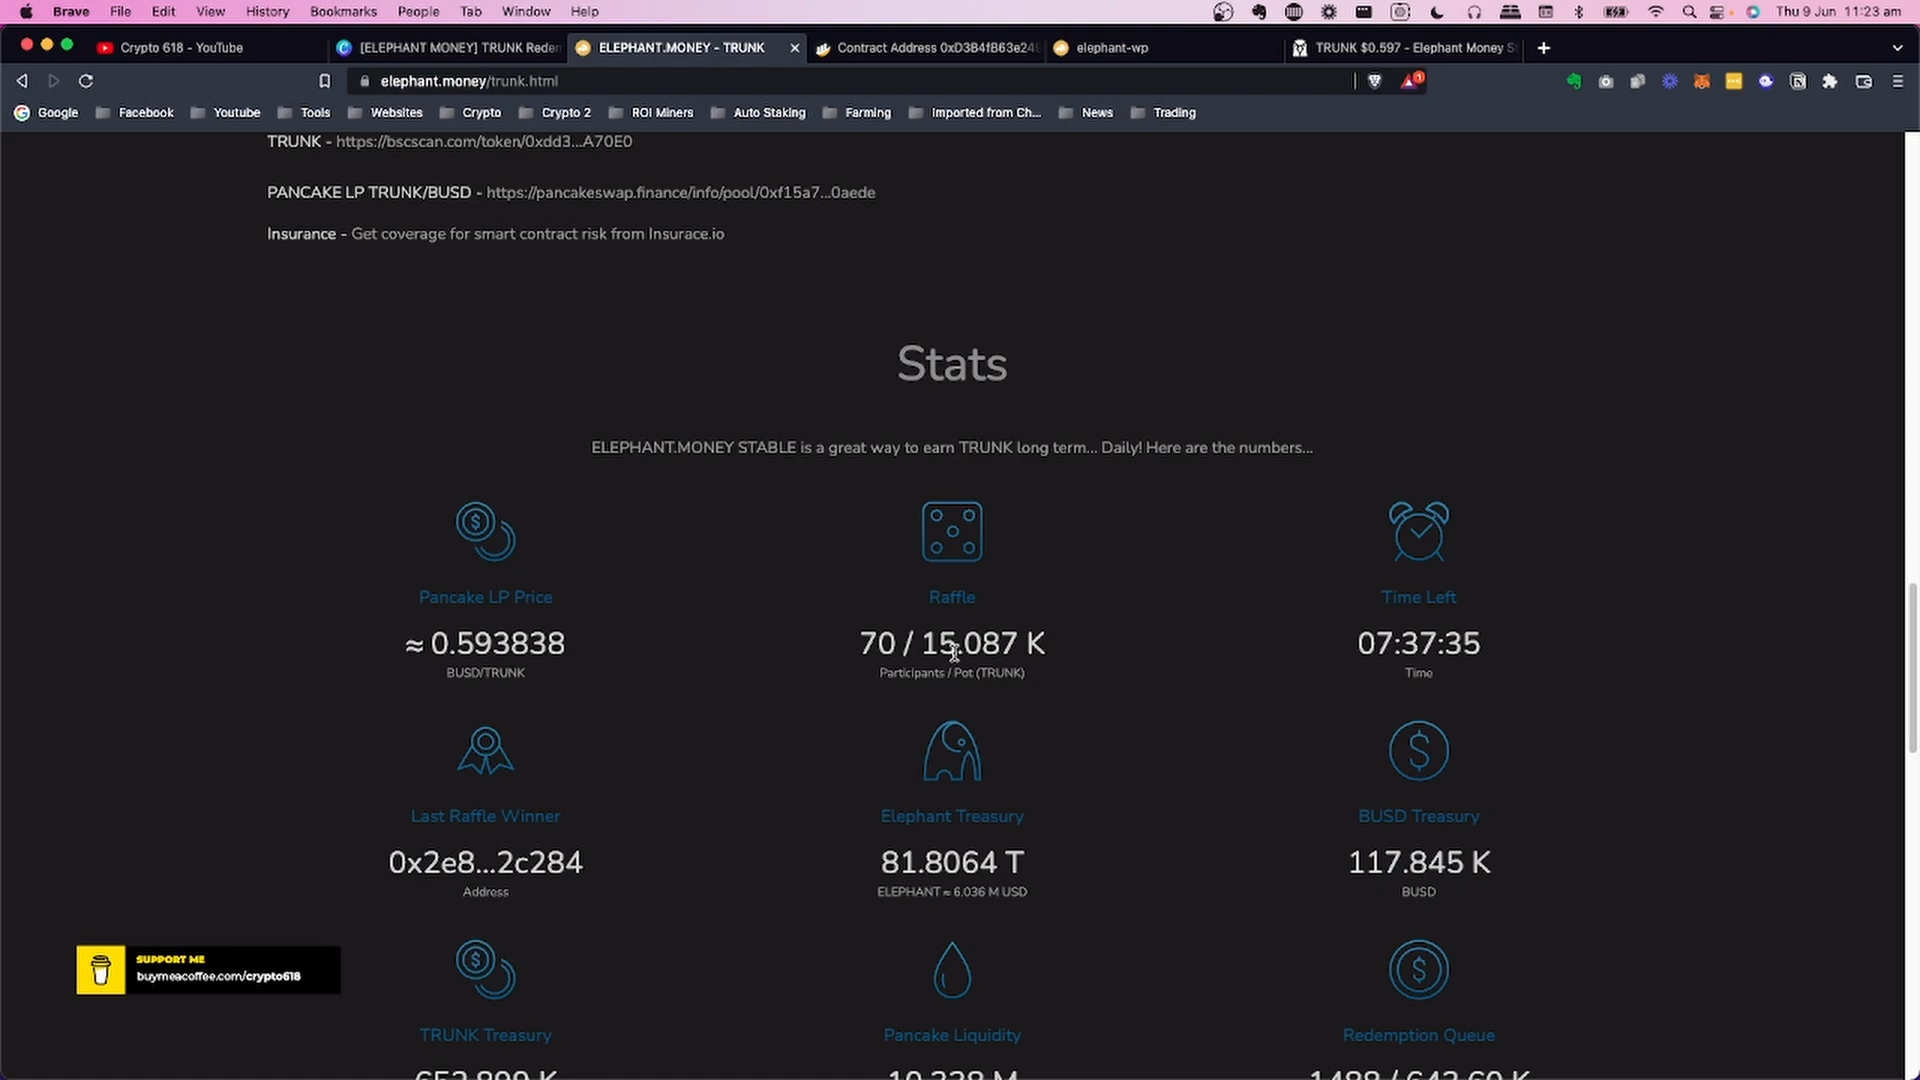 Brave File Edit View History Bookmarks People Tab Window Help Thu 9 Jun 11:23 am
Crypto 618 - YouTube [ELEPHANT MONEY] TRUNK Reder ELEPHANT.MONEY - TRUNK Contract Address 0xD3B4fB63e24 elephant-wp TRUNK $0.597 - Elephant Money S
elephant.money/trunk.html 1
Google Facebook Youtube Tools Websites Crypto Crypto 2 ROI Miners Auto Staking Farming Imported from Ch... News Trading
TRUNK - https://bscscan.com/token/0xdd3...A70E0
PANCAKE LP TRUNK/BUSD - https://pancakeswap.finance/info/pool/0xf15a7...0aede
Insurance - Get coverage for smart contract risk from Insurace.io
Stats
ELEPHANT.MONEY STABLE is a great way to earn TRUNK long term... Daily! Here are the numbers...
Pancake LP Price Raffle Time Left
≈ 0.593838 70 / 15.087 K 07:37:35
BUSD/TRUNK Participants / Pot (TRUNK) Time
Last Raffle Winner Elephant Treasury BUSD Treasury
0x2e8...2c284 81.8064 T 117.845 K
Address ELEPHANT ≈ 6.036 M USD BUSD
SUPPORT ME
buymeacoffee.com/crypto618
TRUNK Treasury Pancake Liquidity Redemption Queue